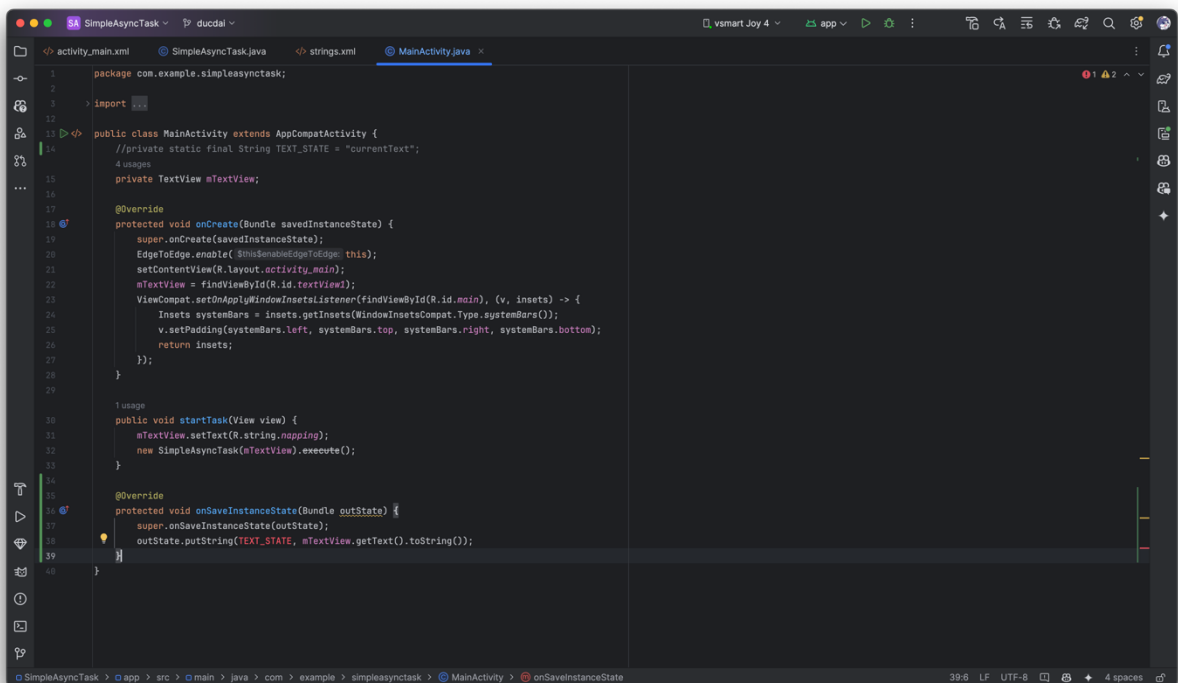 SA SimpleAsyncTask ducdai vsmart Joy 4 app
activity_main.xml SimpleAsyncTask.java strings.xml MainActivity.java ×
1 package com.example.simpleasynctask;
1 2
2
3 > import ...
12
13 public class MainActivity extends AppCompatActivity {
14 //private static final String TEXT_STATE = "currentText";
4 usages
15 private TextView mTextView;
16
17 @Override
18 protected void onCreate(Bundle savedInstanceState) {
19 super.onCreate(savedInstanceState);
20 EdgeToEdge.enable( $this$enableEdgeToEdge: this);
21 setContentView(R.layout.activity_main);
22 mTextView = findViewById(R.id.textView1);
23 ViewCompat.setOnApplyWindowInsetsListener(findViewById(R.id.main), (v, insets) -> {
24 Insets systemBars = insets.getInsets(WindowInsetsCompat.Type.systemBars());
25 v.setPadding(systemBars.left, systemBars.top, systemBars.right, systemBars.bottom);
26 return insets;
27 });
28 }
29
1 usage
30 public void startTask(View view) {
31 mTextView.setText(R.string.napping);
32 new SimpleAsyncTask(mTextView).execute();
33 }
34
35 @Override
36 protected void onSaveInstanceState(Bundle outState) {
37 super.onSaveInstanceState(outState);
38 outState.putString(TEXT_STATE, mTextView.getText().toString());
39 }
40 }
SimpleAsyncTask > app > src > main > java > com > example > simpleasynctask > MainActivity > onSaveInstanceState 39:6 LF UTF-8 4 spaces